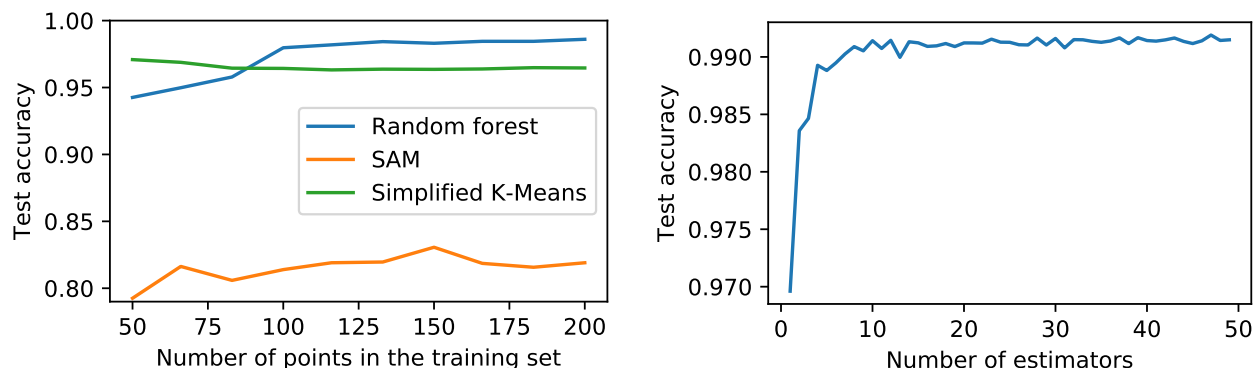 1.00
0.95
0.90
0.85
0.80
Test accuracy
Random forest
SAM
Simplified K-Means
50 75 100 125 150 175 200
Number of points in the training set
0.990
0.985
0.980
0.975
0.970
Test accuracy
0 10 20 30 40 50
Number of estimators